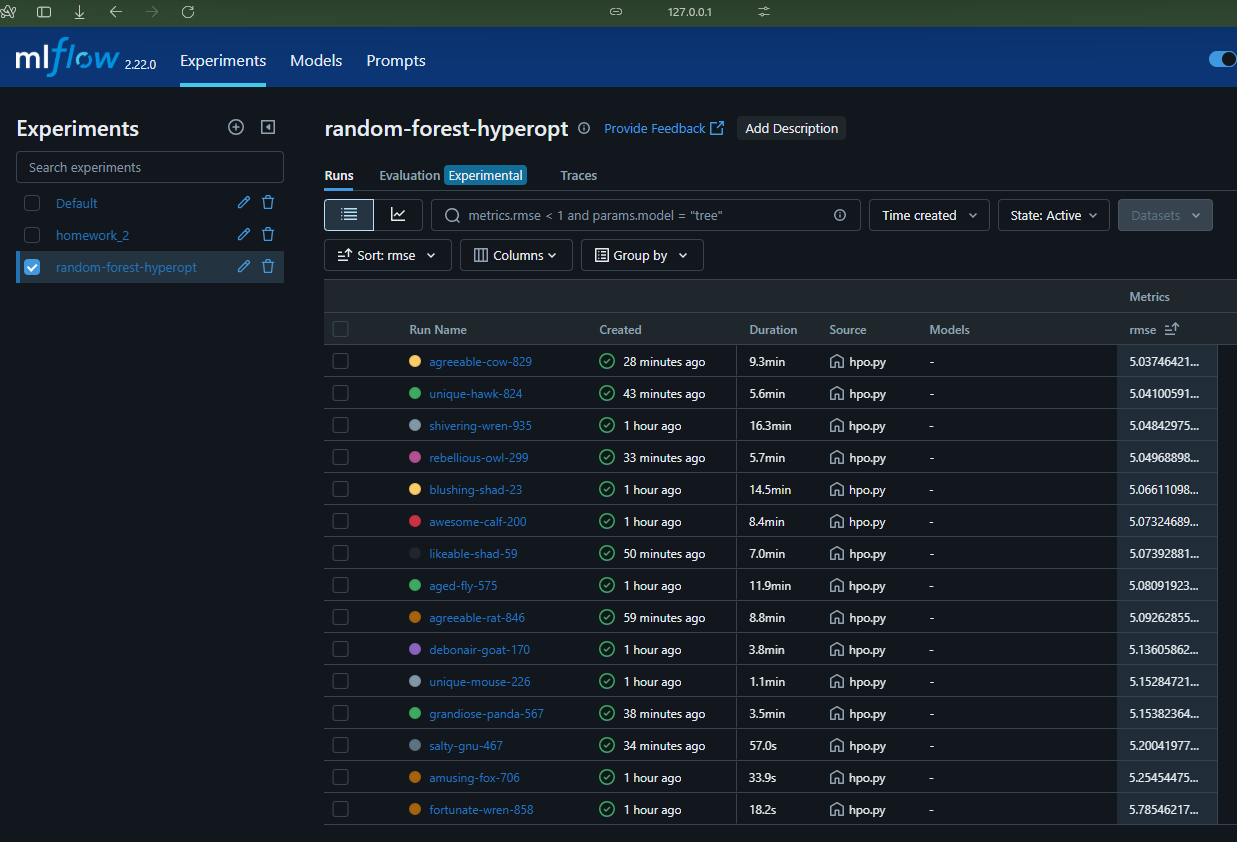 127.0.0.1
mlflow 2.22.0 Experiments Models Prompts
Experiments
Search experiments
Default
homework_2
random-forest-hyperopt
random-forest-hyperopt Provide Feedback Add Description
Runs Evaluation Experimental Traces
metrics.rmse < 1 and params.model = "tree" Time created State: Active Datasets
Sort: rmse Columns Group by
Metrics
Run Name Created Duration Source Models rmse
agreeable-cow-829 28 minutes ago 9.3min hpo.py - 5.03746421...
unique-hawk-824 43 minutes ago 5.6min hpo.py - 5.04100591...
shivering-wren-935 1 hour ago 16.3min hpo.py - 5.04842975...
rebellious-owl-299 33 minutes ago 5.7min hpo.py - 5.04968898...
blushing-shad-23 1 hour ago 14.5min hpo.py - 5.06611098...
awesome-calf-200 1 hour ago 8.4min hpo.py - 5.07324689...
likeable-shad-59 50 minutes ago 7.0min hpo.py - 5.07392881...
aged-fly-575 1 hour ago 11.9min hpo.py - 5.08091923...
agreeable-rat-846 59 minutes ago 8.8min hpo.py - 5.09262855...
debonair-goat-170 1 hour ago 3.8min hpo.py - 5.13605862...
unique-mouse-226 1 hour ago 1.1min hpo.py - 5.15284721...
grandiose-panda-567 38 minutes ago 3.5min hpo.py - 5.15382364...
salty-gnu-467 34 minutes ago 57.0s hpo.py - 5.20041977...
amusing-fox-706 1 hour ago 33.9s hpo.py - 5.25454475...
fortunate-wren-858 1 hour ago 18.2s hpo.py - 5.78546217...